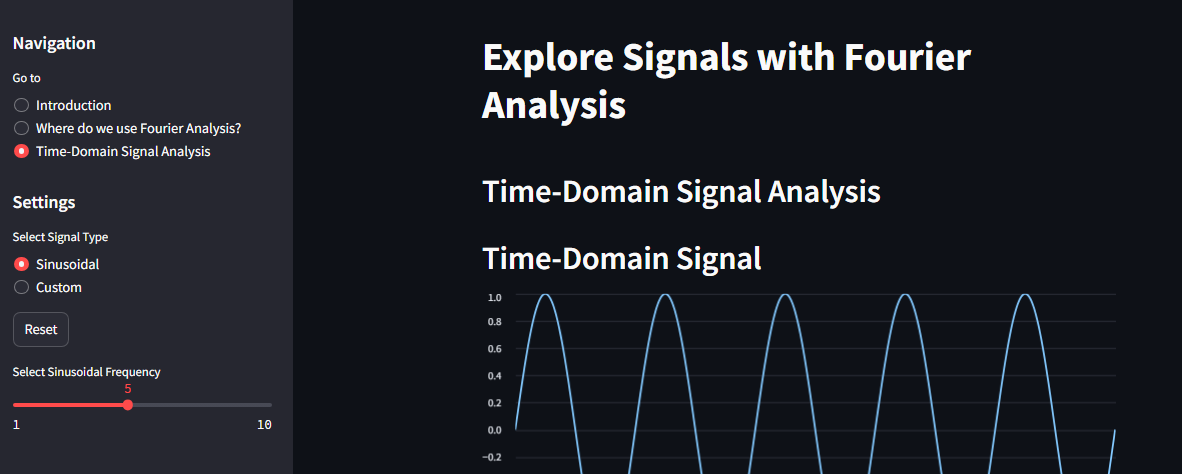 Navigation
Go to
Introduction
Where do we use Fourier Analysis?
Time-Domain Signal Analysis
Settings
Select Signal Type
Sinusoidal
Custom
Reset
Select Sinusoidal Frequency
5
1 10
Explore Signals with Fourier
Analysis
Time-Domain Signal Analysis
Time-Domain Signal
1.0
0.8
0.6
0.4
0.2
0.0
−0.2